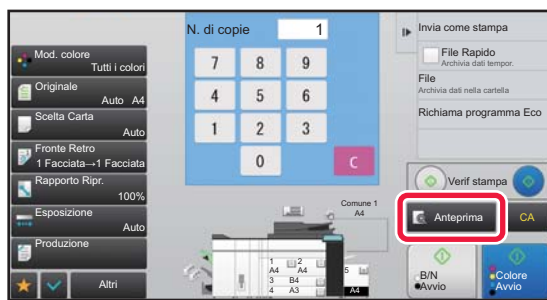 Mod. colore
Tutti i colori
Originale
Auto A4
Scelta Carta
Auto
Fronte Retro
1 Facciata→1 Facciata
Rapporto Ripr.
100%
Esposizione
Auto
Produzione
Altri
N. di copie
1
7 8 9
4 5 6
1 2 3
0 C
Comune 1
A4
1 2
A4 A4
3 B4
4 A3
5
A4
Invia come stampa
File Rapido
Archivia dati tempor.
File
Archivia dati nella cartella
Richiama programma Eco
Verif stampa
Anteprima
CA
B/N
Avvio
Colore
Avvio